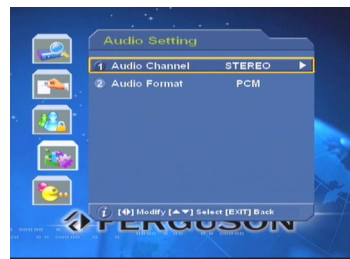 Audio Setting
1 Audio Channel STEREO ▶
2 Audio Format PCM
i [◀▶] Modify [▲▼] Select [EXIT] Back
FERGUSON